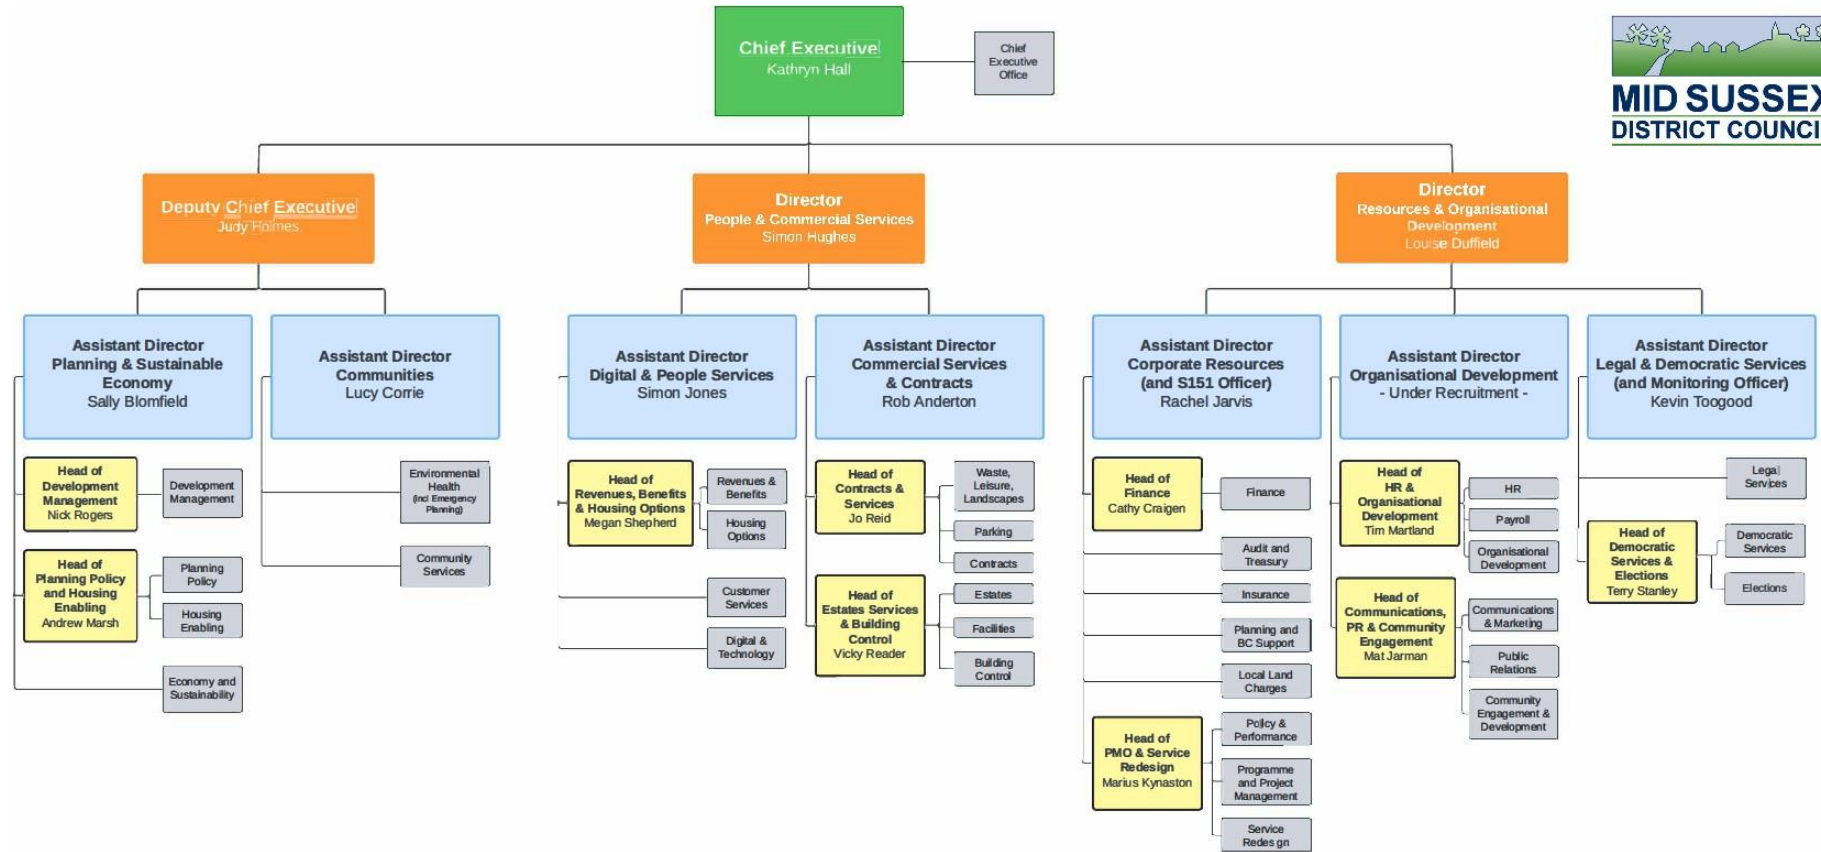 Chief Executive
Kathryn Hall
Chief
Executive
Office
MID SUSSEX
DISTRICT COUNCIL
Deputy Chief Executive
Judy Holmes
Director
People & Commercial Services
Simon Hughes
Director
Resources & Organisational
Development
Louise Duffield
Assistant Director
Planning & Sustainable
Economy
Sally Blomfield
Assistant Director
Communities
Lucy Corrie
Assistant Director
Digital & People Services
Simon Jones
Assistant Director
Commercial Services
& Contracts
Rob Anderton
Assistant Director
Corporate Resources
(and S151 Officer)
Rachel Jarvis
Assistant Director
Organisational Development
- Under Recruitment -
Assistant Director
Legal & Democratic Services
(and Monitoring Officer)
Kevin Toogood
Head of
Development
Management
Nick Rogers
Development
Management
Head of
Planning Policy
and Housing
Enabling
Andrew Marsh
Planning
Policy
Housing
Enabling
Economy and
Sustainability
Environmental
Health
(incl Emergency
Planning)
Community
Services
Head of
Revenues, Benefits
& Housing Options
Megan Shepherd
Revenues &
Benefits
Housing
Options
Customer
Services
Digital &
Technology
Head of
Contracts &
Services
Jo Reid
Waste,
Leisure,
Landscapes
Parking
Contracts
Head of
Estates Services
& Building
Control
Vicky Reader
Estates
Facilities
Building
Control
Head of
Finance
Cathy Craigen
Finance
Audit and
Treasury
Insurance
Planning and
BC Support
Local Land
Charges
Head of
PMO & Service
Redesign
Marius Kynaston
Policy &
Performance
Programme
and Project
Management
Service
Redesign
Head of
HR &
Organisational
Development
Tim Martland
HR
Payroll
Organisational
Development
Head of
Communications,
PR & Community
Engagement
Mat Jarman
Communications
& Marketing
Public
Relations
Community
Engagement &
Development
Legal
Services
Head of
Democratic
Services &
Elections
Terry Stanley
Democratic
Services
Elections